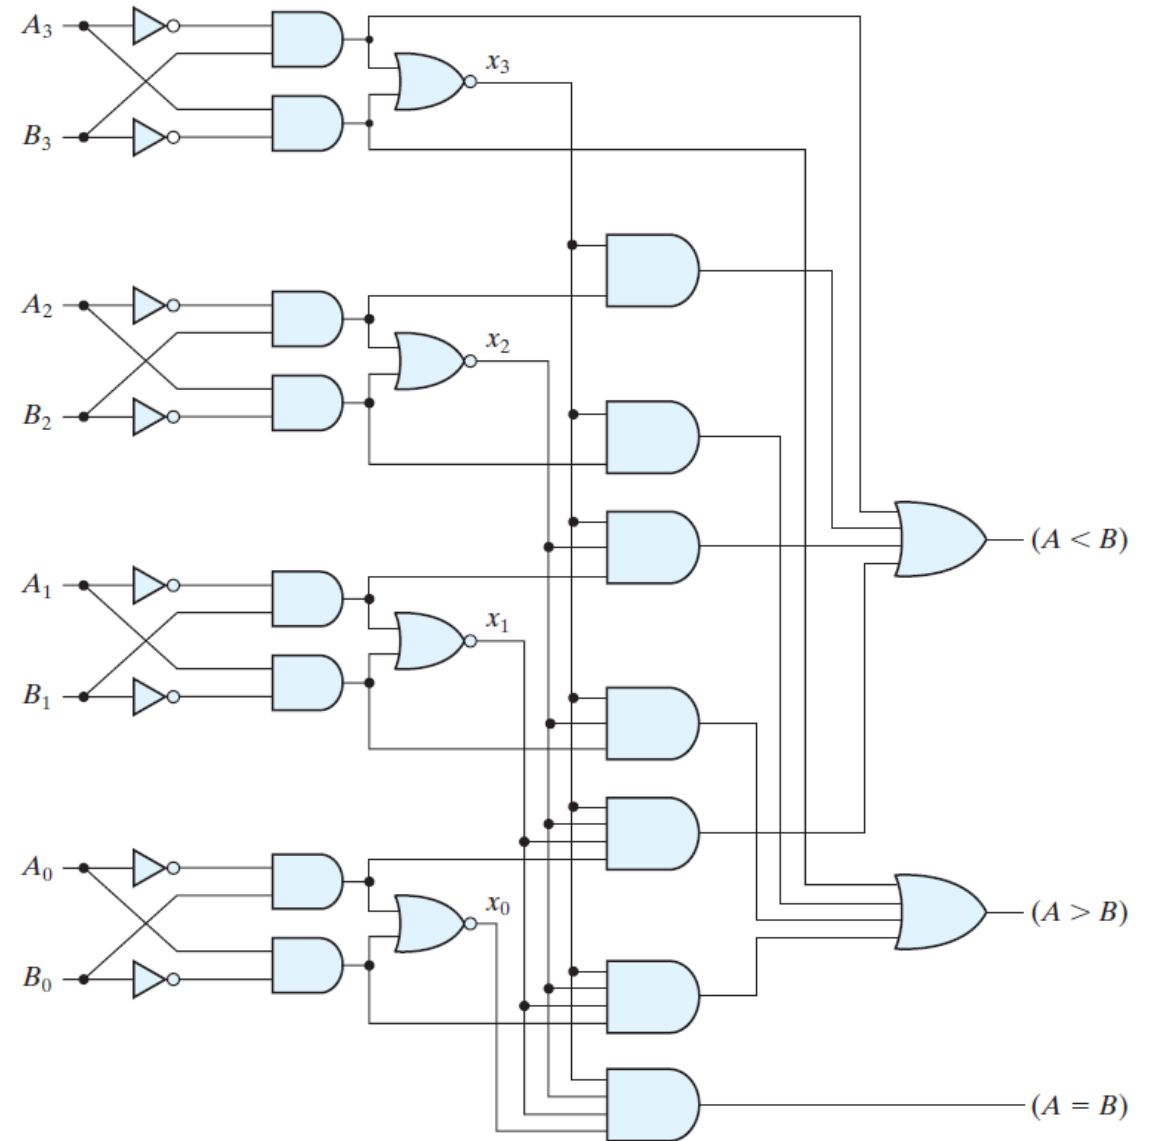 A₃
x₃
B₃
A₂
x₂
B₂
(A < B)
A₁
x₁
B₁
A₀
x₀
(A > B)
B₀
(A = B)